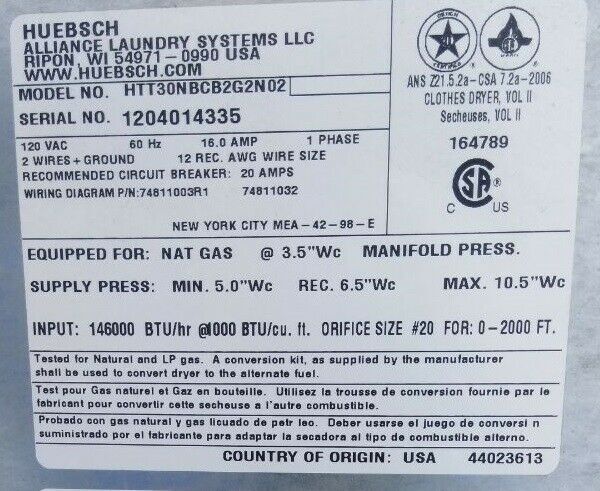 HUEBSCH
ALLIANCE LAUNDRY SYSTEMS LLC
RIPON, WI 54971-0990 USA
WWW.HUEBSCH.COM
MODEL NO. HTT30NBCB2G2N02
SERIAL NO. 1204014335
120 VAC 60 Hz 16.0 AMP 1 PHASE
2 WIRES + GROUND 12 REC. AWG WIRE SIZE
RECOMMENDED CIRCUIT BREAKER: 20 AMPS
WIRING DIAGRAM P/N:74811003R1 74811032
NEW YORK CITY MEA-42-98-E
ANS Z21.5.2a-CSA 7.2a-2006
CLOTHES DRYER, VOL II
Secheuses, VOL II
164789
C US
EQUIPPED FOR: NAT GAS @ 3.5"Wc MANIFOLD PRESS.
SUPPLY PRESS: MIN. 5.0"Wc REC. 6.5"Wc MAX. 10.5"Wc
INPUT: 146000 BTU/hr @1000 BTU/cu. ft. ORIFICE SIZE #20 FOR: 0-2000 FT.
Tested for Natural and LP gas. A conversion kit, as supplied by the manufacturer
shall be used to convert dryer to the alternate fuel.
Test pour Gas naturel et Gaz en bouteille. Utilisez la trousse de conversion fournie par le
fabricant pour convertir cette secheuse a l'autre combustible.
Probado con gas natural y gas licuado de petr leo. Deber usarse el juego de conversi n
suministrado por el fabricante para adaptar la secadora al tipo de combustible alterno.
COUNTRY OF ORIGIN: USA 44023613